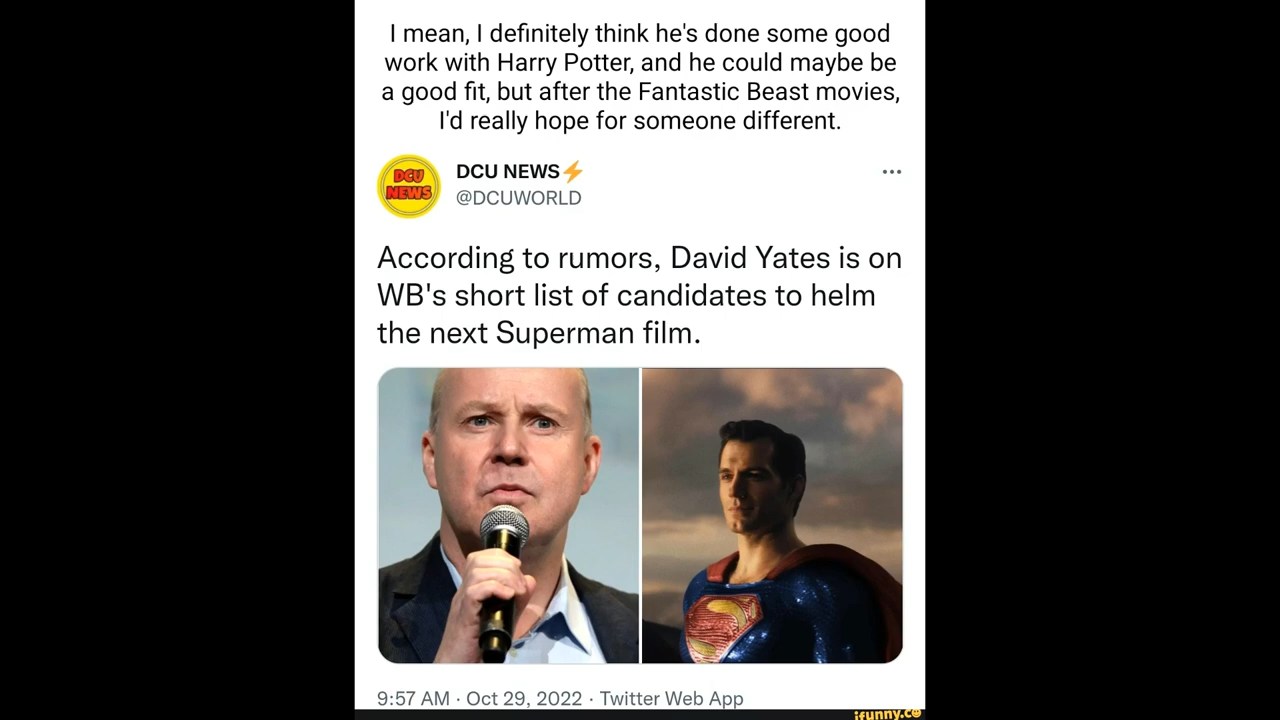 I mean, I definitely think he's done some good
work with Harry Potter, and he could maybe be
a good fit, but after the Fantastic Beast movies,
I'd really hope for someone different.
DCU NEWS⚡
@DCUWORLD
DCU
NEWS
According to rumors, David Yates is on
WB's short list of candidates to helm
the next Superman film.
9:57 AM · Oct 29, 2022 · Twitter Web App
ifunny.co